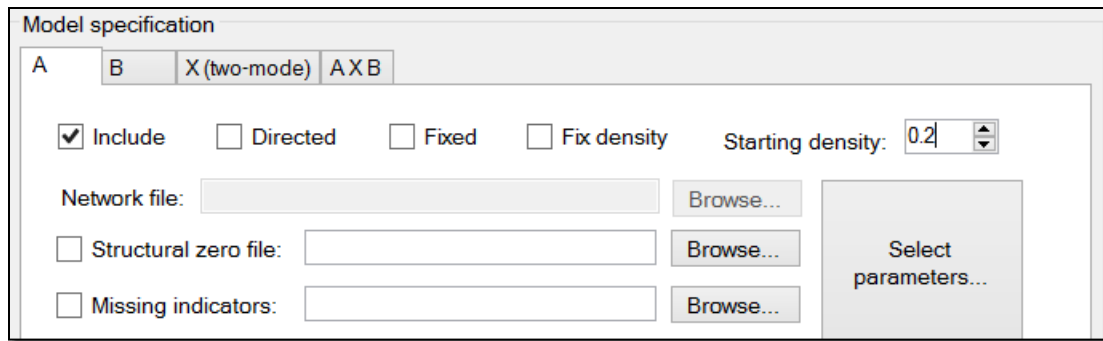 Model specification
A B X (two-mode) A X B
Include Directed Fixed Fix density Starting density: 0.2
Network file: Browse...
Structural zero file: Browse... Select
parameters...
Missing indicators: Browse...